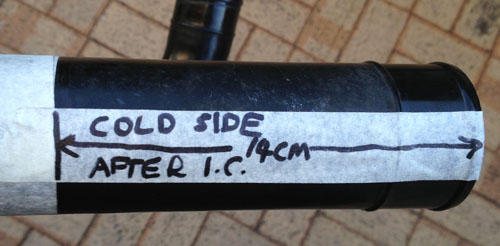 COLD SIDE
14CM
AFTER I.C.